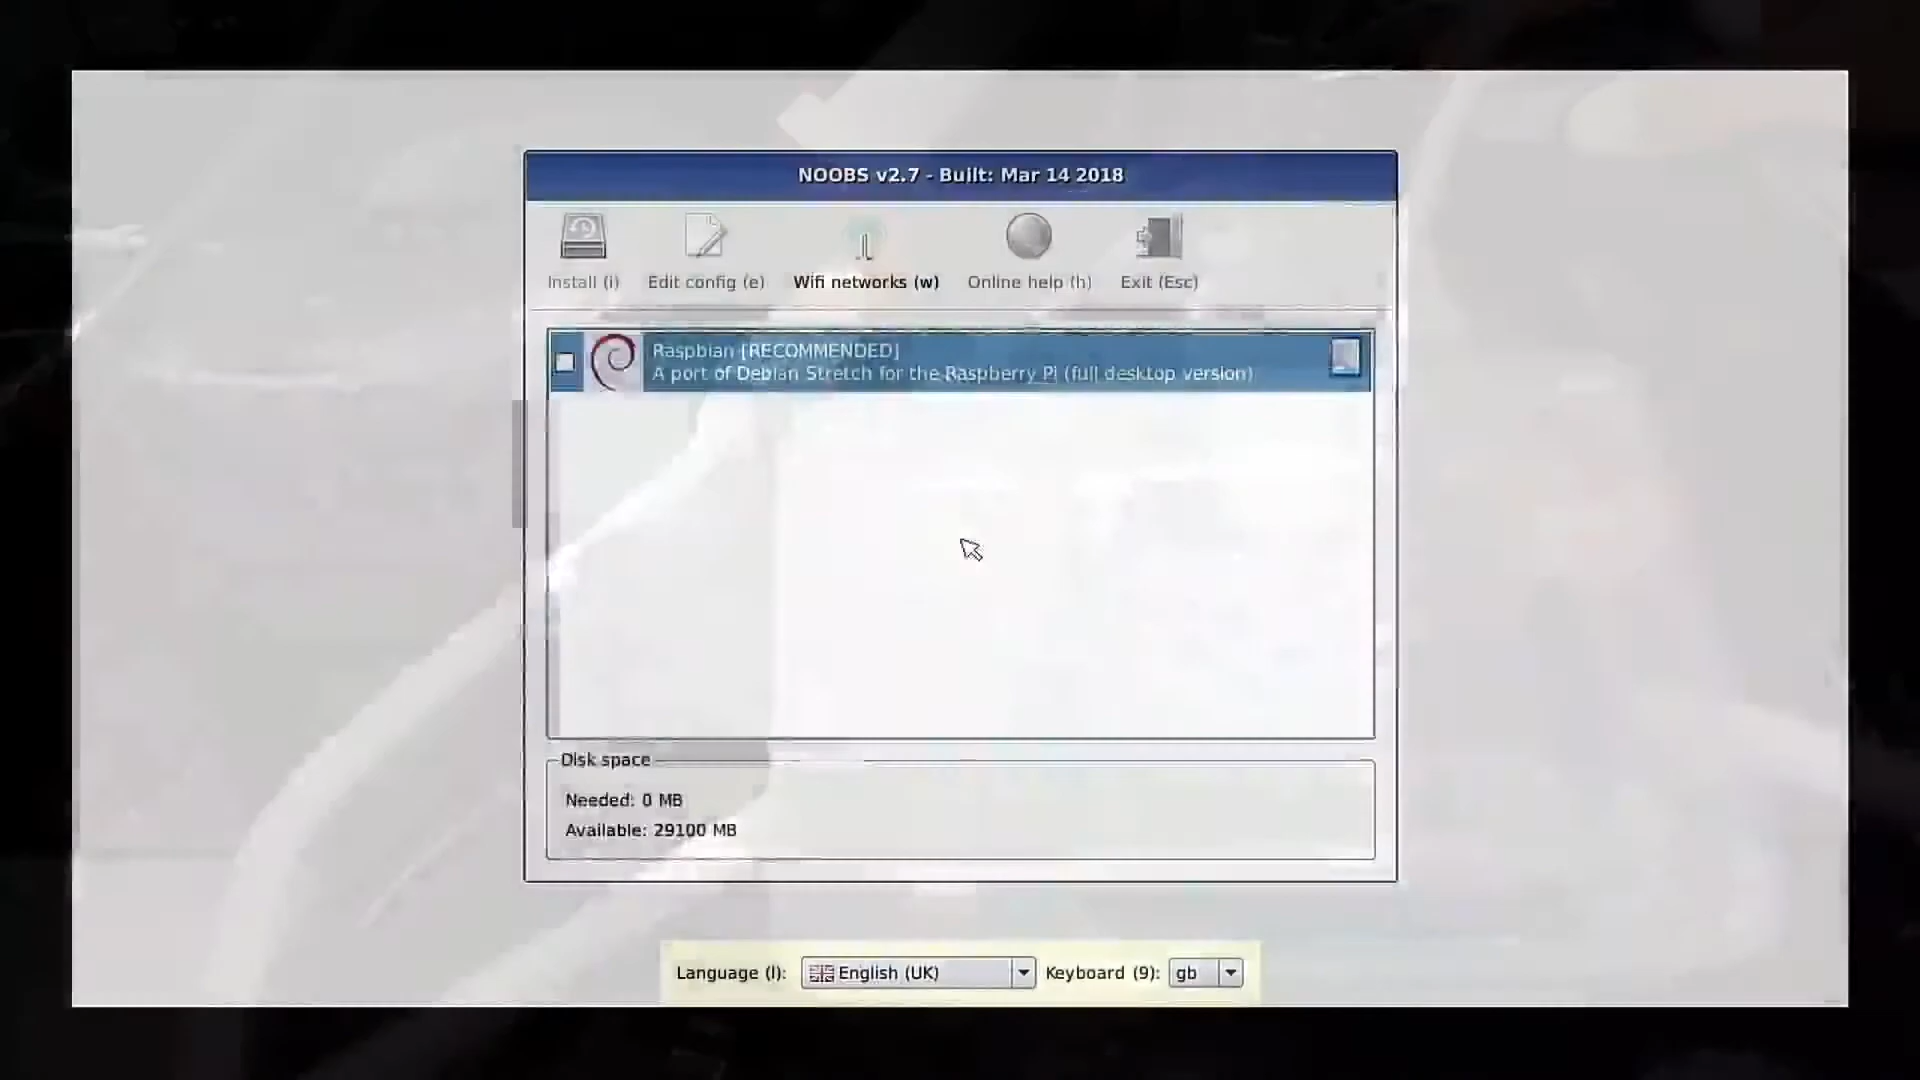 NOOBS v2.7 - Built: Mar 14 2018
Install (i) Edit config (e) Wifi networks (w) Online help (h) Exit (Esc)
Raspbian [RECOMMENDED]
A port of Debian Stretch for the Raspberry Pi (full desktop version)
Disk space
Needed: 0 MB
Available: 29100 MB
Language (l): English (UK) Keyboard (9): gb